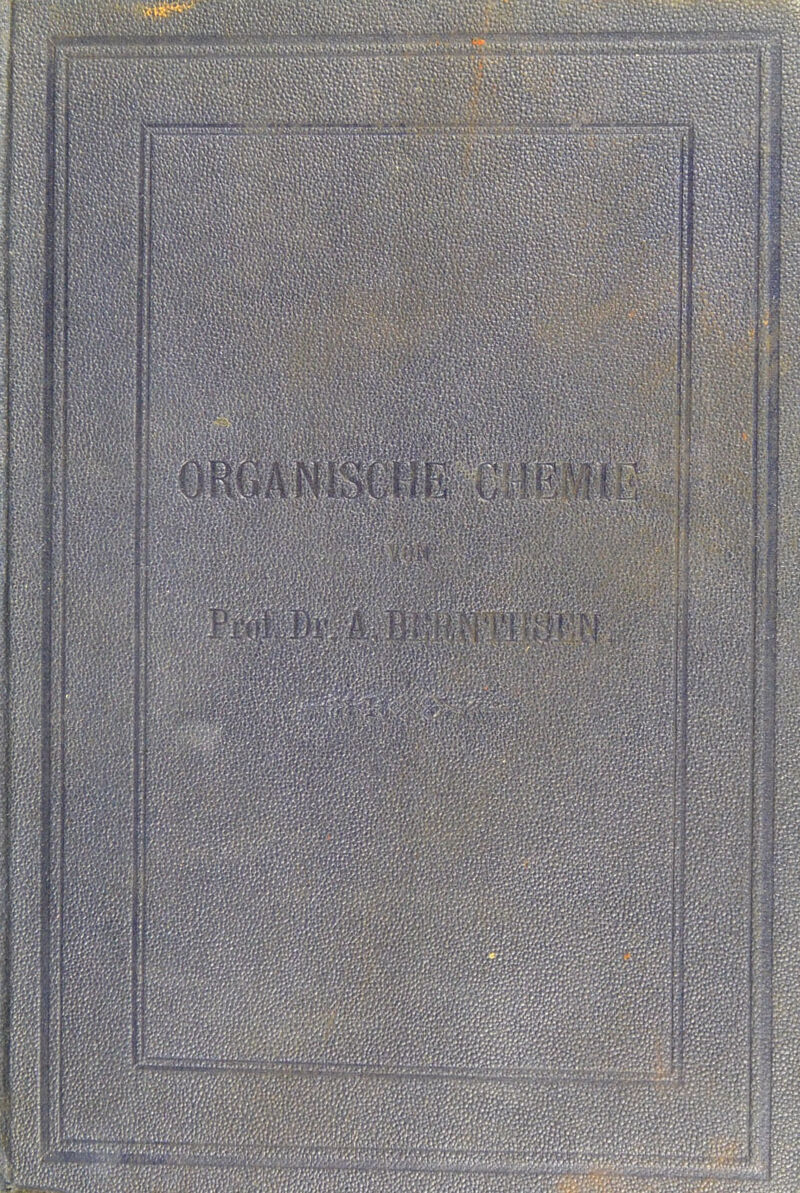 ORGANISCHE CHEMIE
VON
Prof. Dr. A. BERNTHSEN.